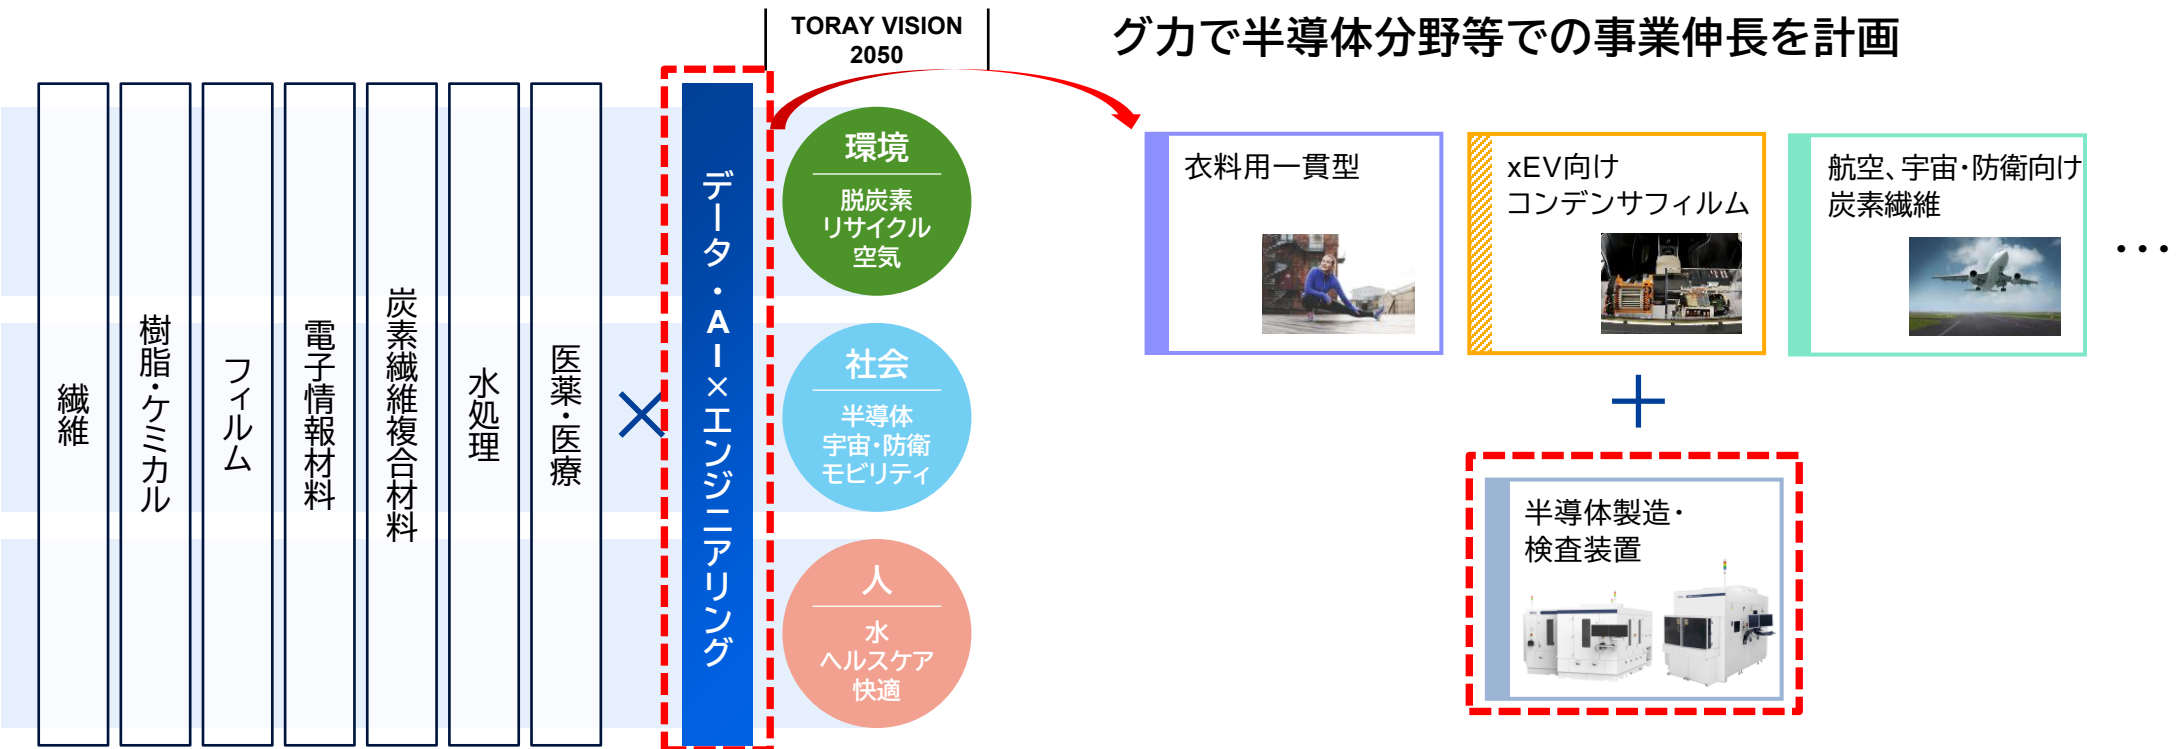 TORAY VISION
2050
グ力で半導体分野等での事業伸長を計画
繊維
樹脂・ケミカル
フィルム
電子情報材料
炭素繊維複合材料
水処理
医薬・医療
×
データ・AI×エンジニアリング
環境
脱炭素
リサイクル
空気
社会
半導体
宇宙・防衛
モビリティ
人
水
ヘルスケア
快適
衣料用一貫型
xEV向け
コンデンサフィルム
航空、宇宙・防衛向け
炭素繊維
…
＋
半導体製造・
検査装置